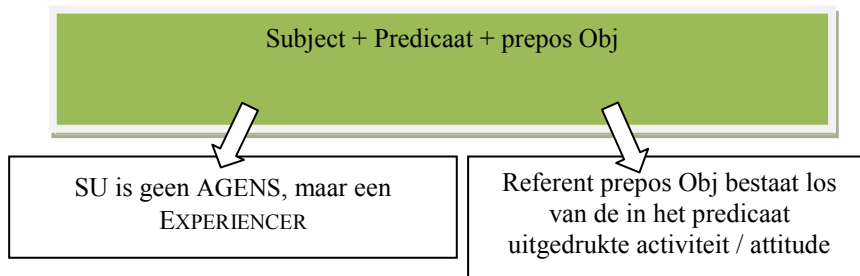 Subject + Predicaat + prepos Obj
SU is geen AGENS, maar een
EXPERIENCER
Referent prepos Obj bestaat los
van de in het predicaat
uitgedrukte activiteit / attitude